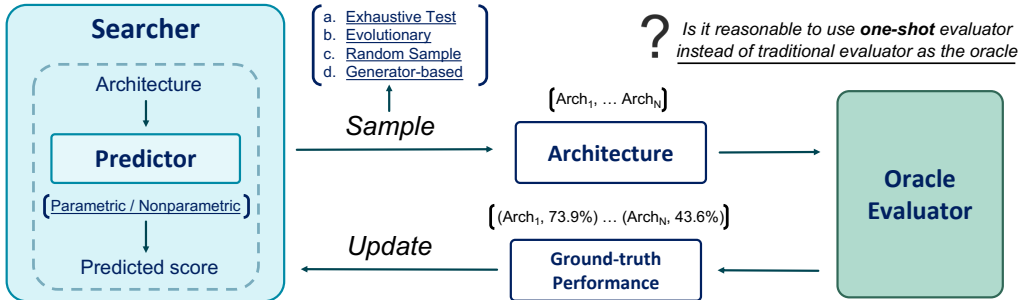 Searcher
Architecture
Predictor
Parametric / Nonparametric
Predicted score
a. Exhaustive Test
b. Evolutionary
c. Random Sample
d. Generator-based
Sample
Update
[Arch1, … ArchN]
Architecture
[(Arch1, 73.9%) … (ArchN, 43.6%)]
Ground-truth
Performance
? Is it reasonable to use one-shot evaluator
instead of traditional evaluator as the oracle
Oracle
Evaluator